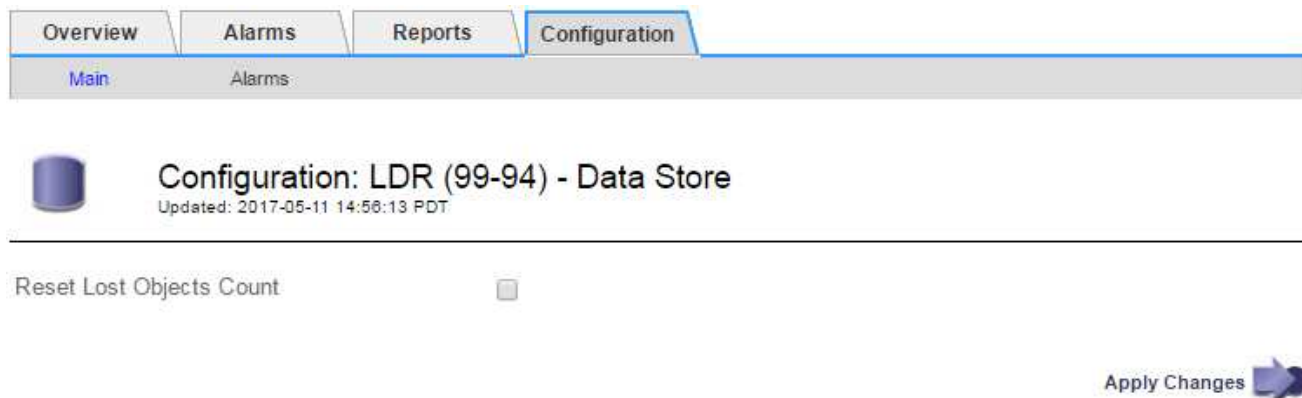 Overview Alarms Reports Configuration
Main Alarms
Configuration: LDR (99-94) - Data Store
Updated: 2017-05-11 14:56:13 PDT
Reset Lost Objects Count
Apply Changes